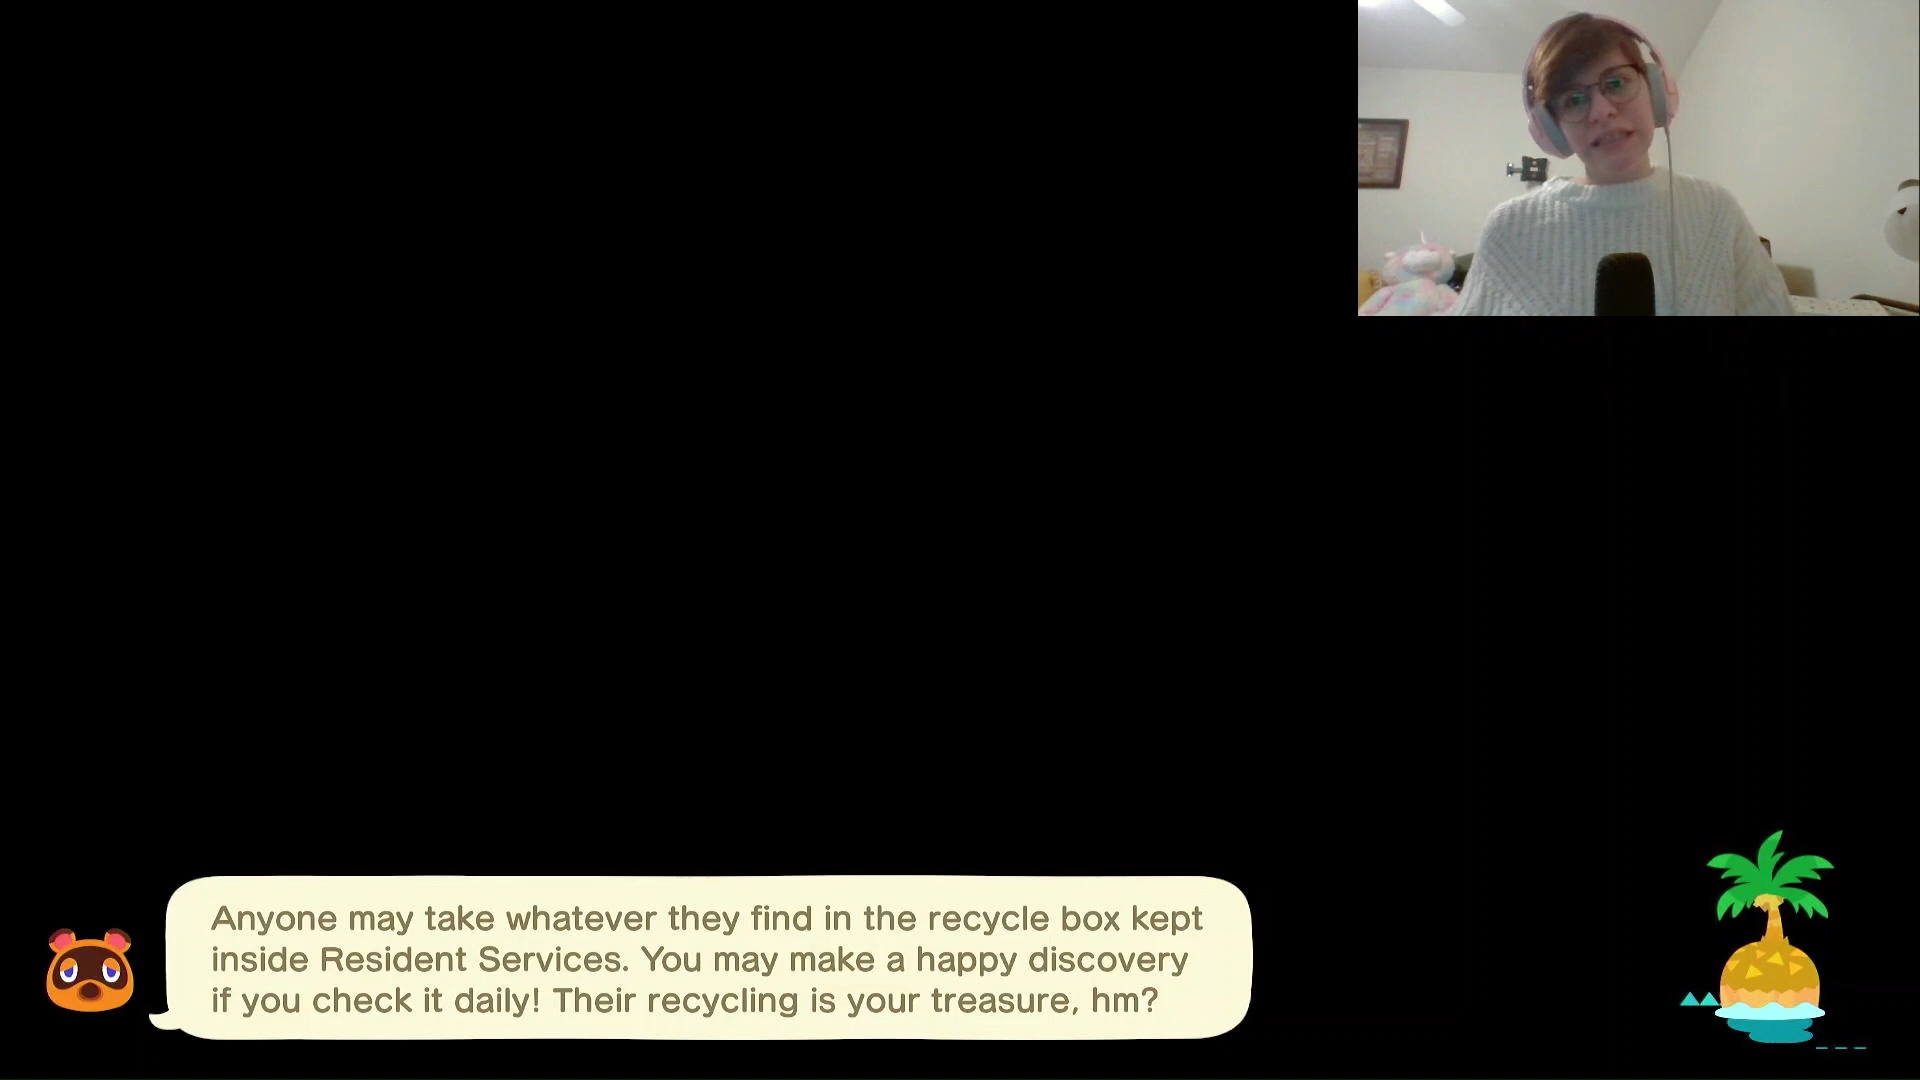 Anyone may take whatever they find in the recycle box kept
inside Resident Services. You may make a happy discovery
if you check it daily! Their recycling is your treasure, hm?